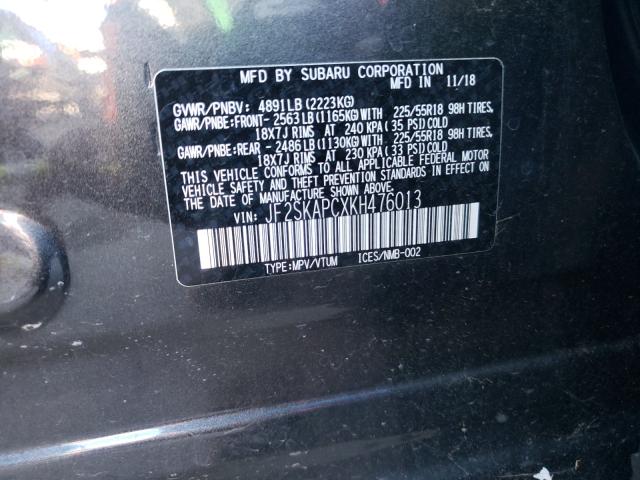 MFD BY SUBARU CORPORATION
MFD IN 11/18
GVWR/PNBV: 4891LB (2223KG)
GAWR/PNBE:FRONT-2563LB(1165KG)WITH 225/55R18 98H TIRES,
18X7J RIMS AT 240 KPA (35 PSI) COLD
GAWR/PNBE:REAR -2486LB(1130KG)WITH 225/55R18 98H TIRES,
18X7J RIMS AT 230 KPA (33 PSI) COLD
THIS VEHICLE CONFORMS TO ALL APPLICABLE FEDERAL MOTOR
VEHICLE SAFETY AND THEFT PREVENTION STANDARDS IN EFFECT
ON THE DATE OF MANUFACTURE SHOWN ABOVE.
VIN: JF2SKAPCXKH476013
TYPE:MPV/VTUM ICES/NMB-002